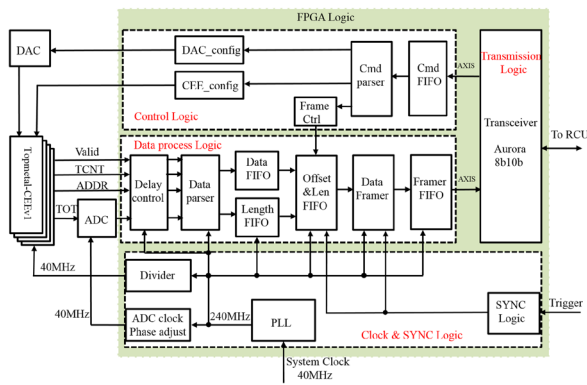 FPGA Logic
DAC
DAC_config
CEE_config
Cmd
parser
Cmd
FIFO
AXIS
Transmission
Logic
Transceiver
Aurora
8b10b
To RCU
Control Logic
Frame
Ctrl
Data process Logic
Topmetal-CEEv1
Valid
TCNT
ADDR
TOT
ADC
Delay
control
Data
parser
Data
FIFO
Length
FIFO
Offset
&Len
FIFO
Data
Framer
Framer
FIFO
AXIS
40MHz
Divider
40MHz
ADC clock
Phase adjust
240MHz
PLL
SYNC
Logic
Trigger
Clock & SYNC Logic
System Clock
40MHz